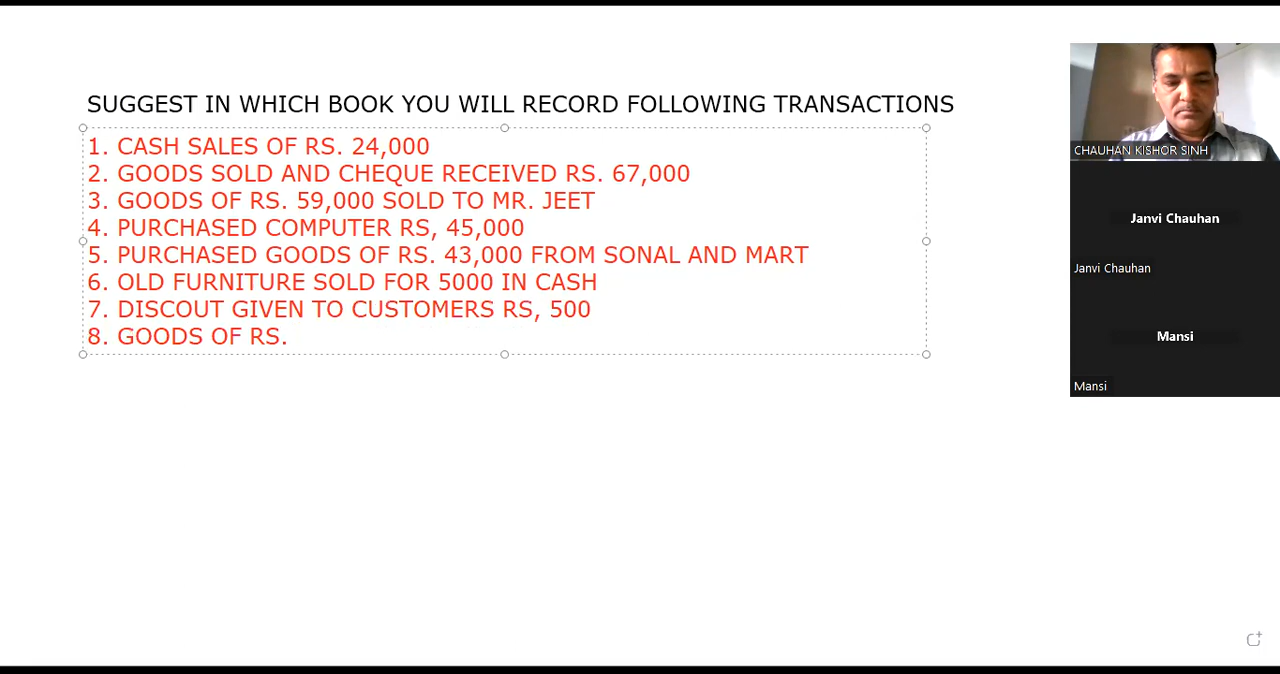 SUGGEST IN WHICH BOOK YOU WILL RECORD FOLLOWING TRANSACTIONS
1. CASH SALES OF RS. 24,000
2. GOODS SOLD AND CHEQUE RECEIVED RS. 67,000
3. GOODS OF RS. 59,000 SOLD TO MR. JEET
4. PURCHASED COMPUTER RS, 45,000
5. PURCHASED GOODS OF RS. 43,000 FROM SONAL AND MART
6. OLD FURNITURE SOLD FOR 5000 IN CASH
7. DISCOUT GIVEN TO CUSTOMERS RS, 500
8. GOODS OF RS.
CHAUHAN KISHOR SINH
Janvi Chauhan
Janvi Chauhan
Mansi
Mansi